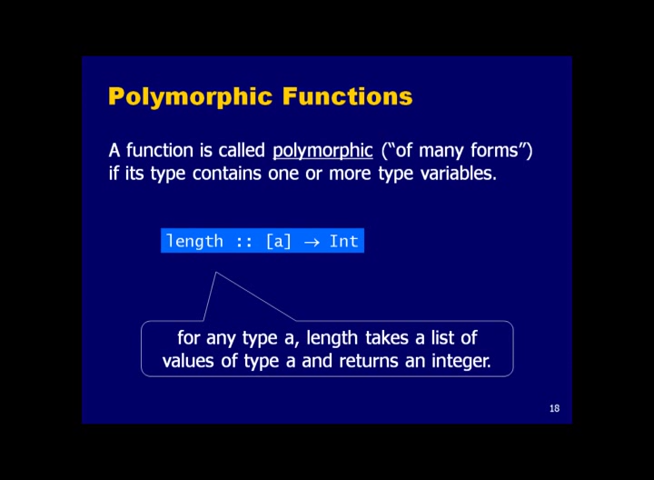 Polymorphic Functions
A function is called polymorphic (“of many forms”)
if its type contains one or more type variables.
length :: [a] → Int
for any type a, length takes a list of
values of type a and returns an integer.
18